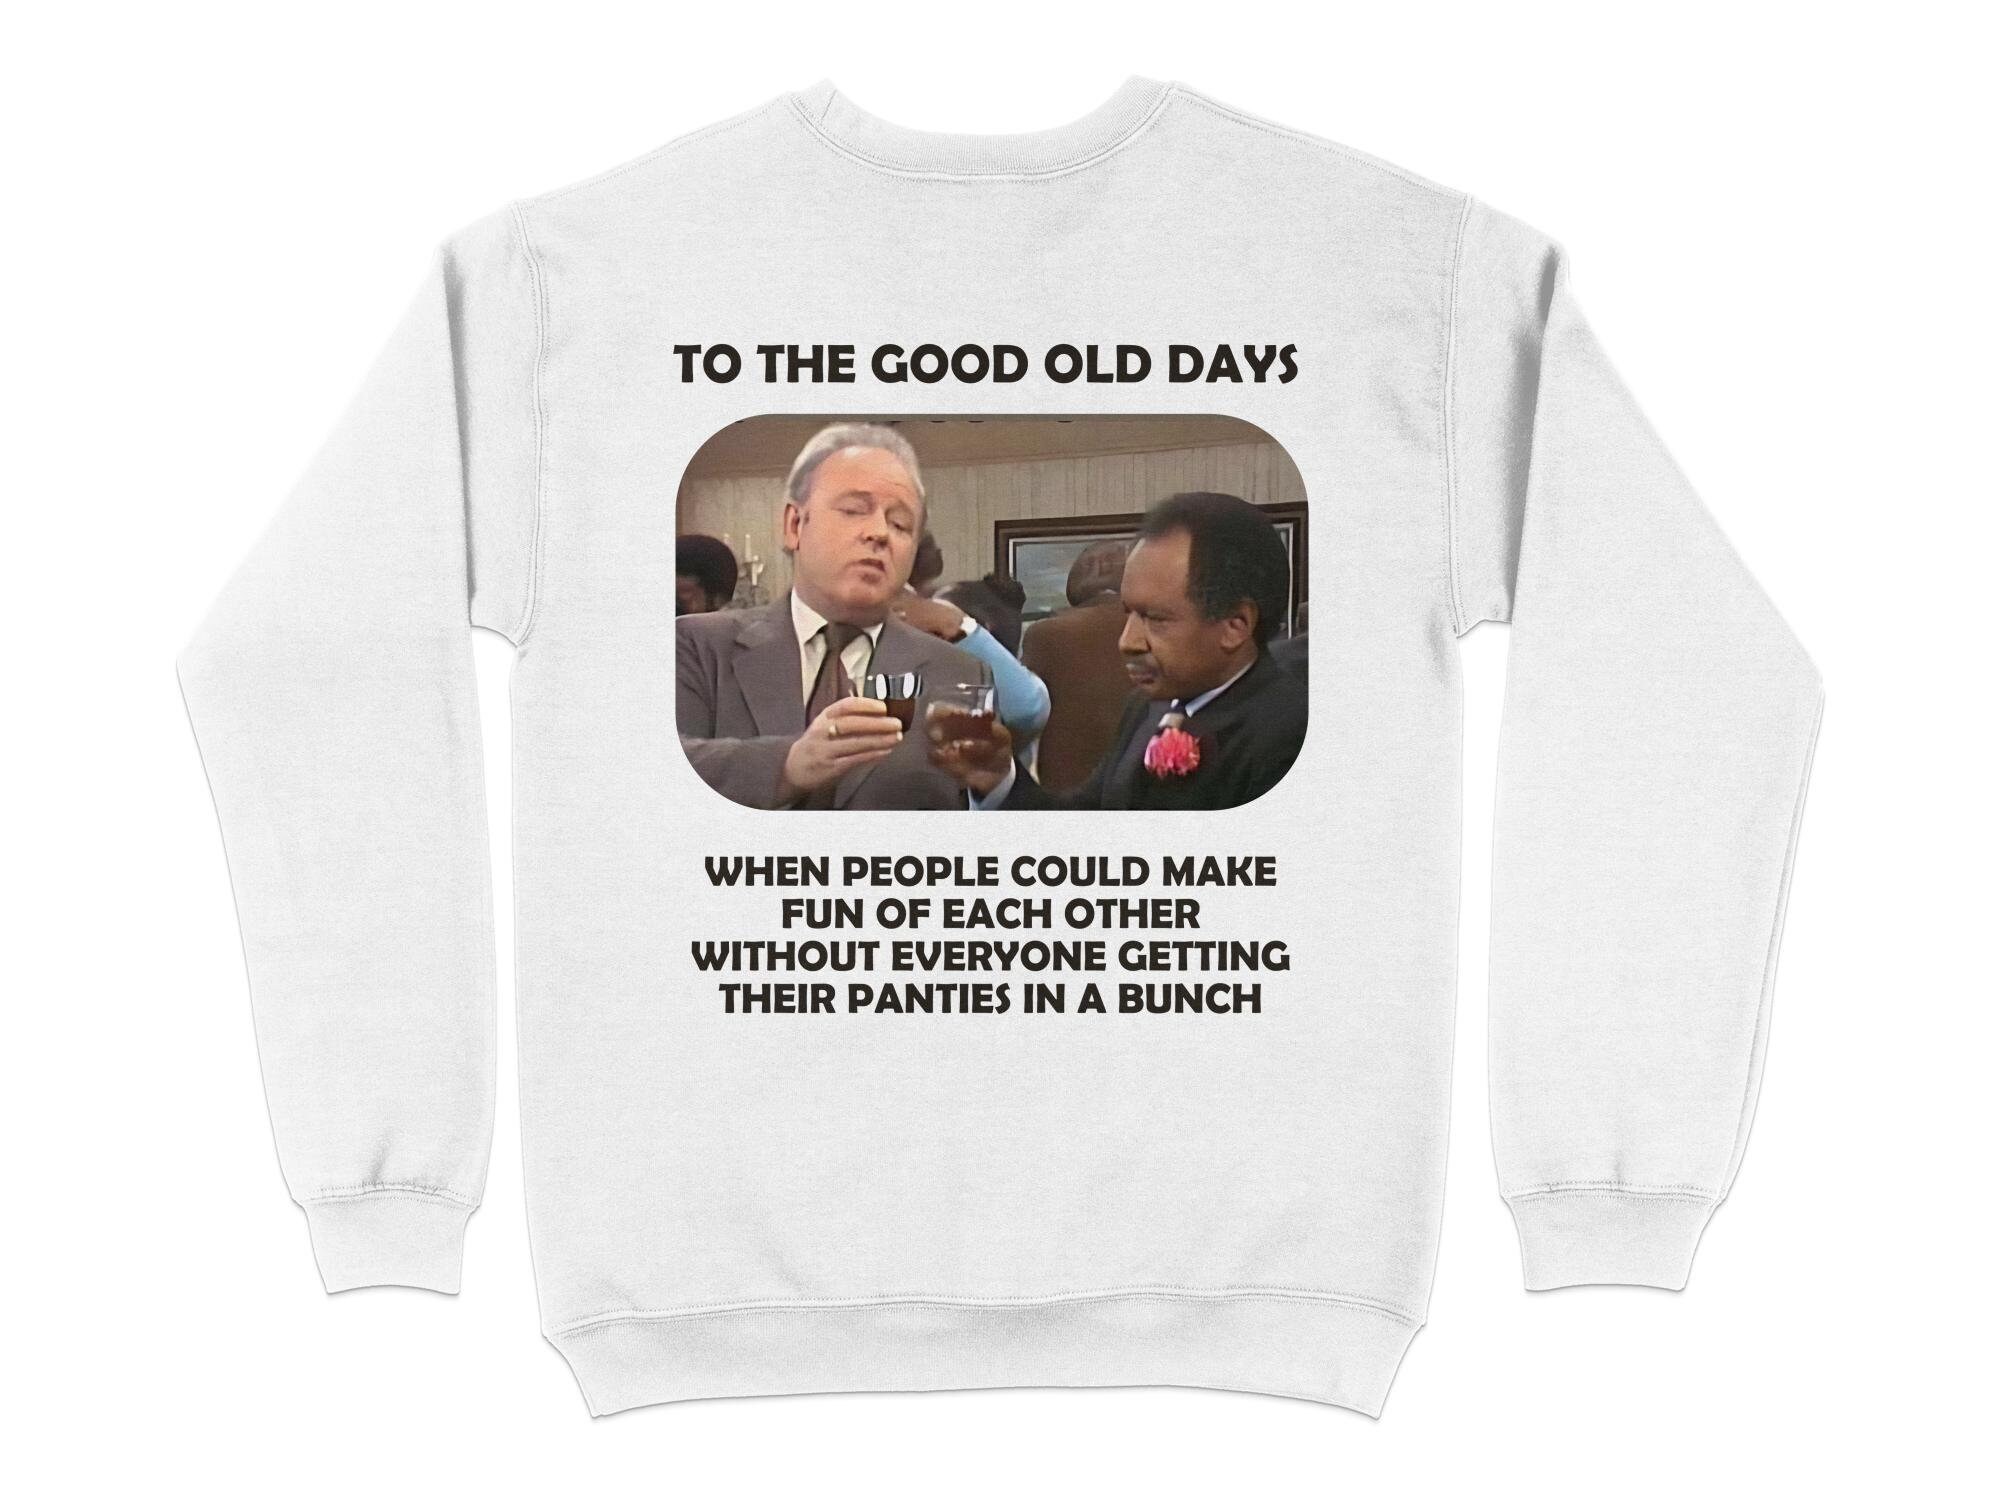 TO THE GOOD OLD DAYS
WHEN PEOPLE COULD MAKE
FUN OF EACH OTHER
WITHOUT EVERYONE GETTING
THEIR PANTIES IN A BUNCH